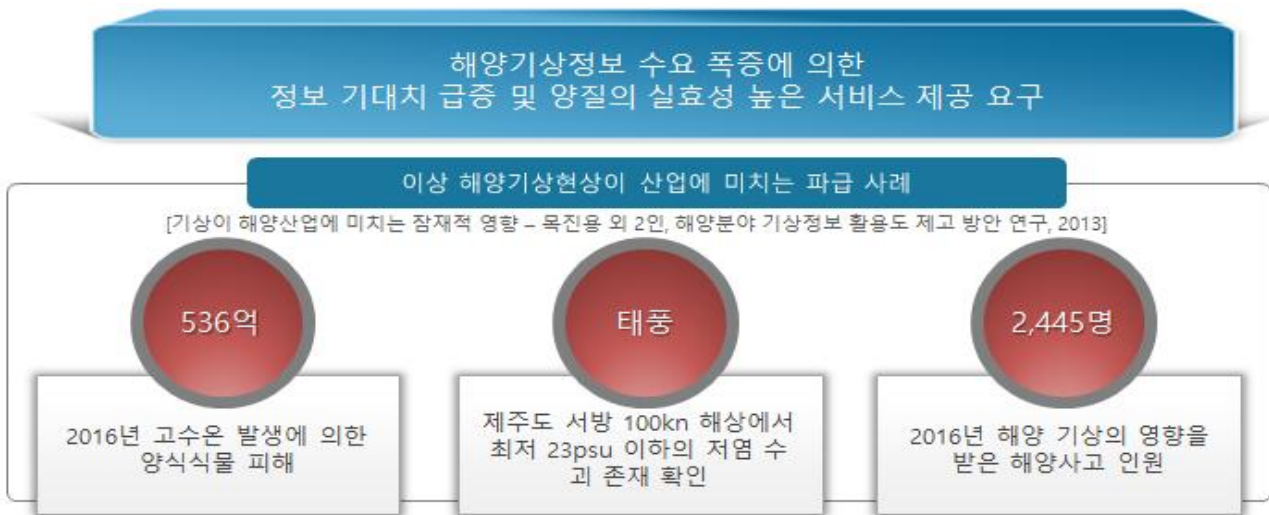 해양기상정보 수요 폭증에 의한
정보 기대치 급증 및 양질의 실효성 높은 서비스 제공 요구
이상 해양기상현상이 산업에 미치는 파급 사례
[기상이 해양산업에 미치는 잠재적 영향 – 목진용 외 2인, 해양분야 기상정보 활용도 제고 방안 연구, 2013]
536억
2016년 고수온 발생에 의한
양식식물 피해
태풍
제주도 서방 100kn 해상에서
최저 23psu 이하의 저염 수
괴 존재 확인
2,445명
2016년 해양 기상의 영향을
받은 해양사고 인원